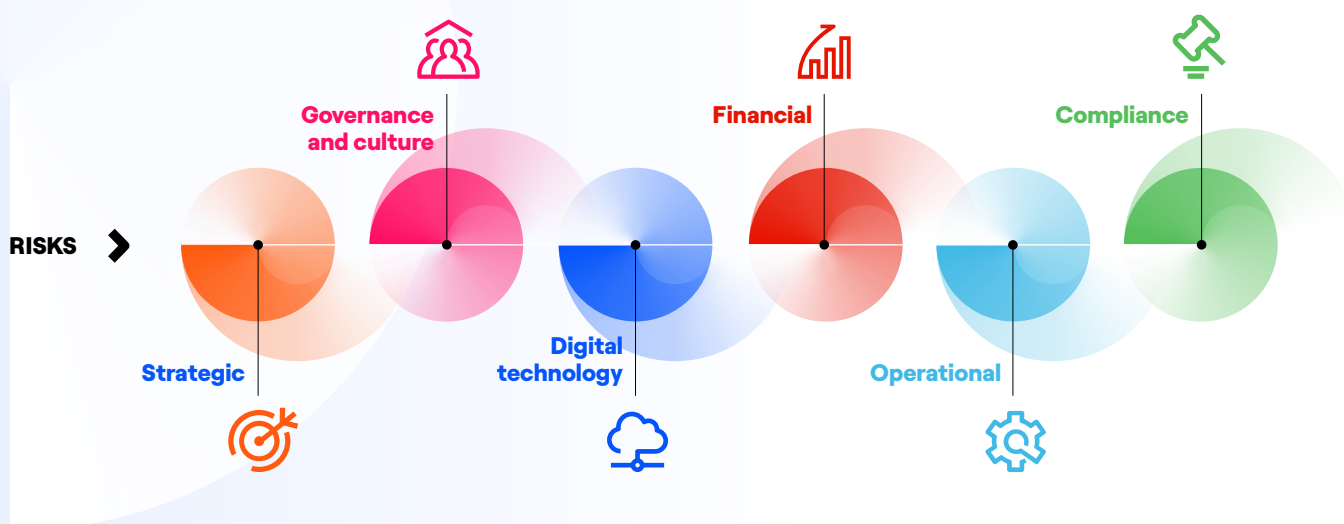 RISKS
Strategic
Governance
and culture
Digital
technology
Financial
Operational
Compliance